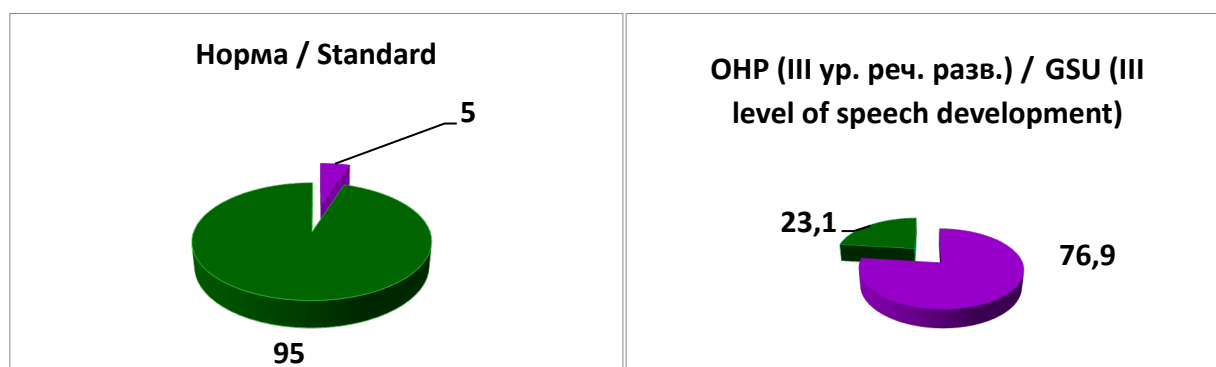 Норма / Standard
5
95
ОНР (III ур. реч. разв.) / GSU (III
level of speech development)
23,1
76,9